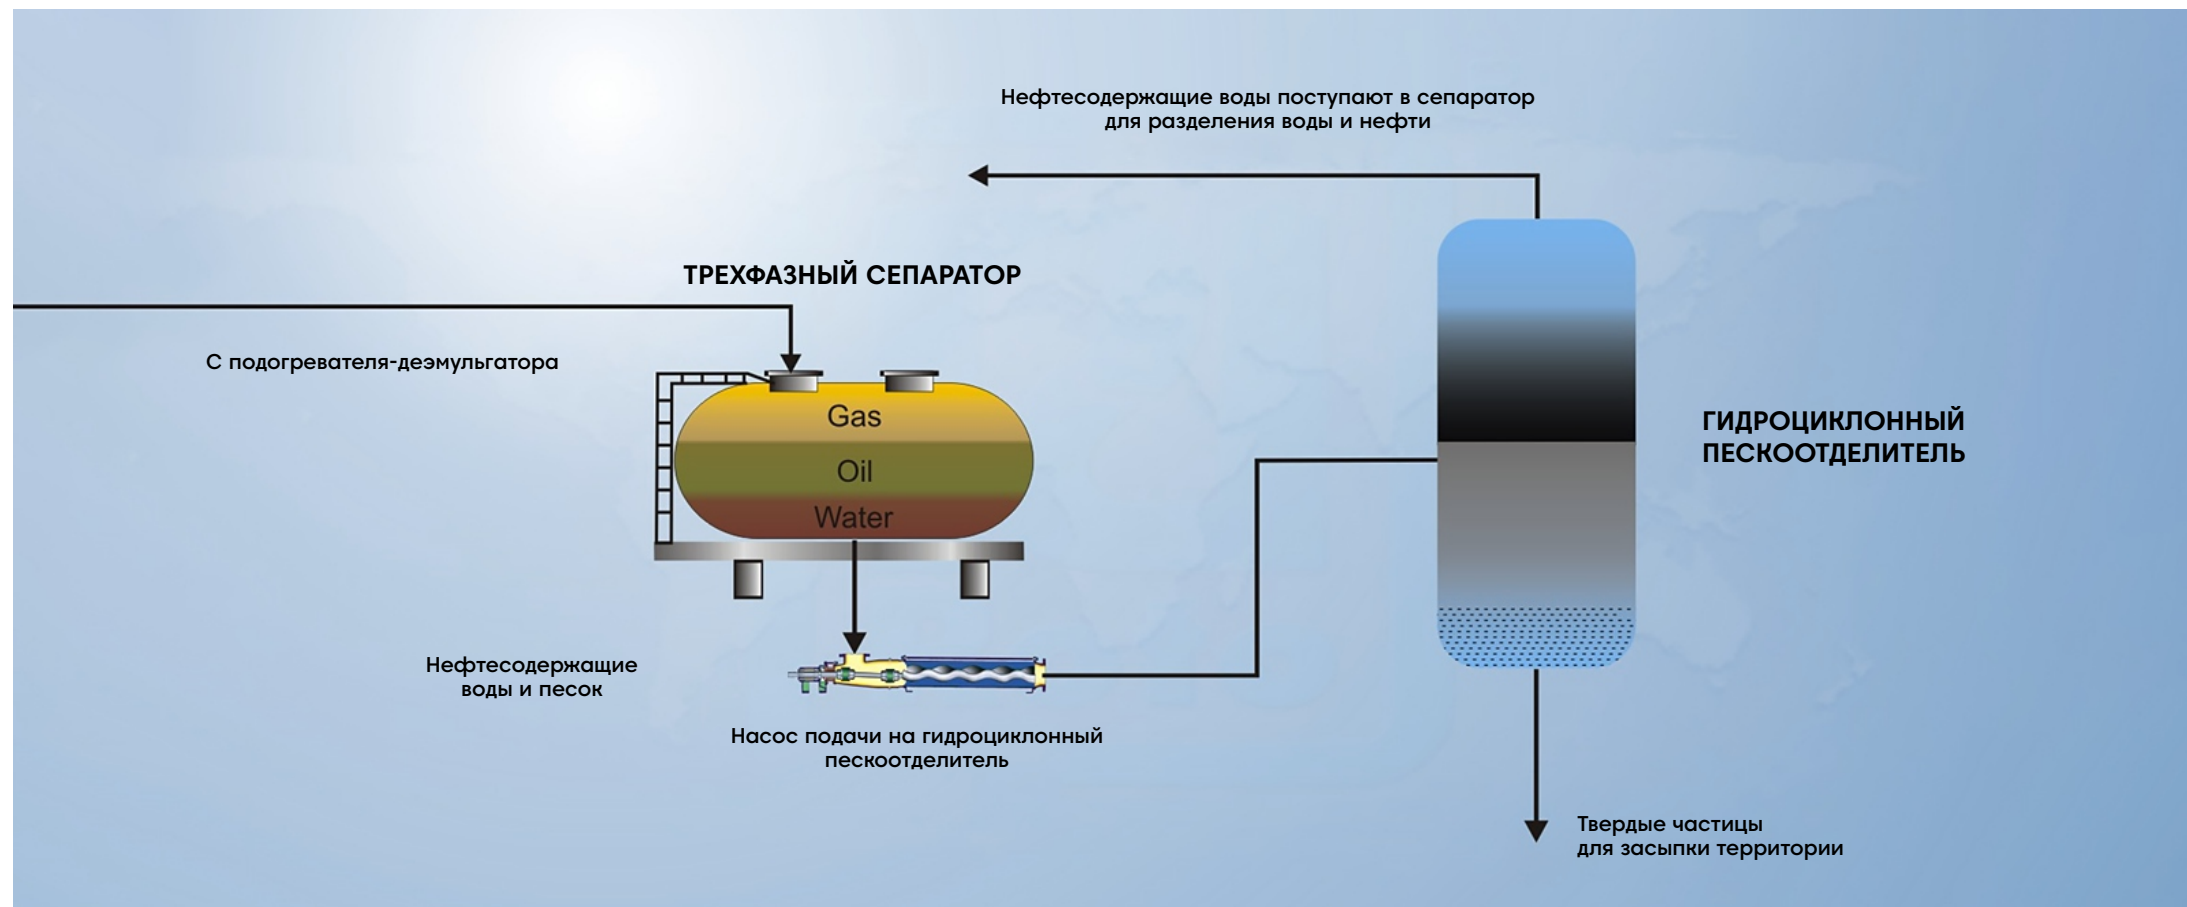 Нефтесодержащие воды поступают в сепаратор
для разделения воды и нефти
ТРЕХФАЗНЫЙ СЕПАРАТОР
С подогревателя-деэмульгатора
Gas
Oil
Water
ГИДРОЦИКЛОННЫЙ
ПЕСКООТДЕЛИТЕЛЬ
Нефтесодержащие
воды и песок
Насос подачи на гидроциклонный
пескоотделитель
Твердые частицы
для засыпки территории